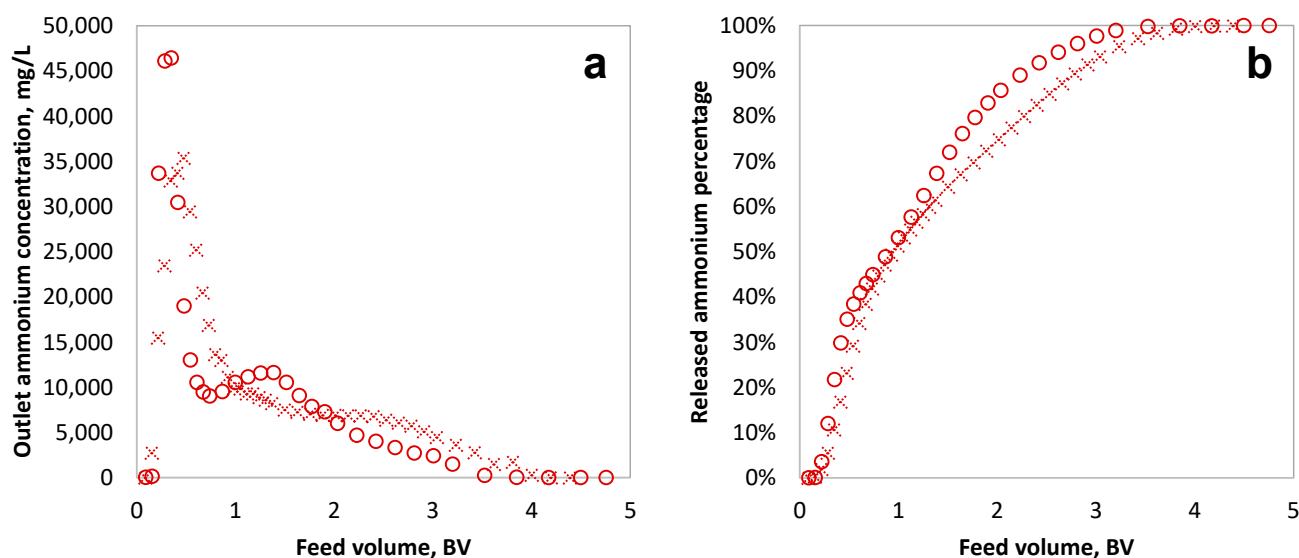 a
Outlet ammonium concentration, mg/L
50,000
45,000
40,000
35,000
30,000
25,000
20,000
15,000
10,000
5,000
0
0 1 2 3 4 5
Feed volume, BV
b
Released ammonium percentage
100%
90%
80%
70%
60%
50%
40%
30%
20%
10%
0%
0 1 2 3 4 5
Feed volume, BV